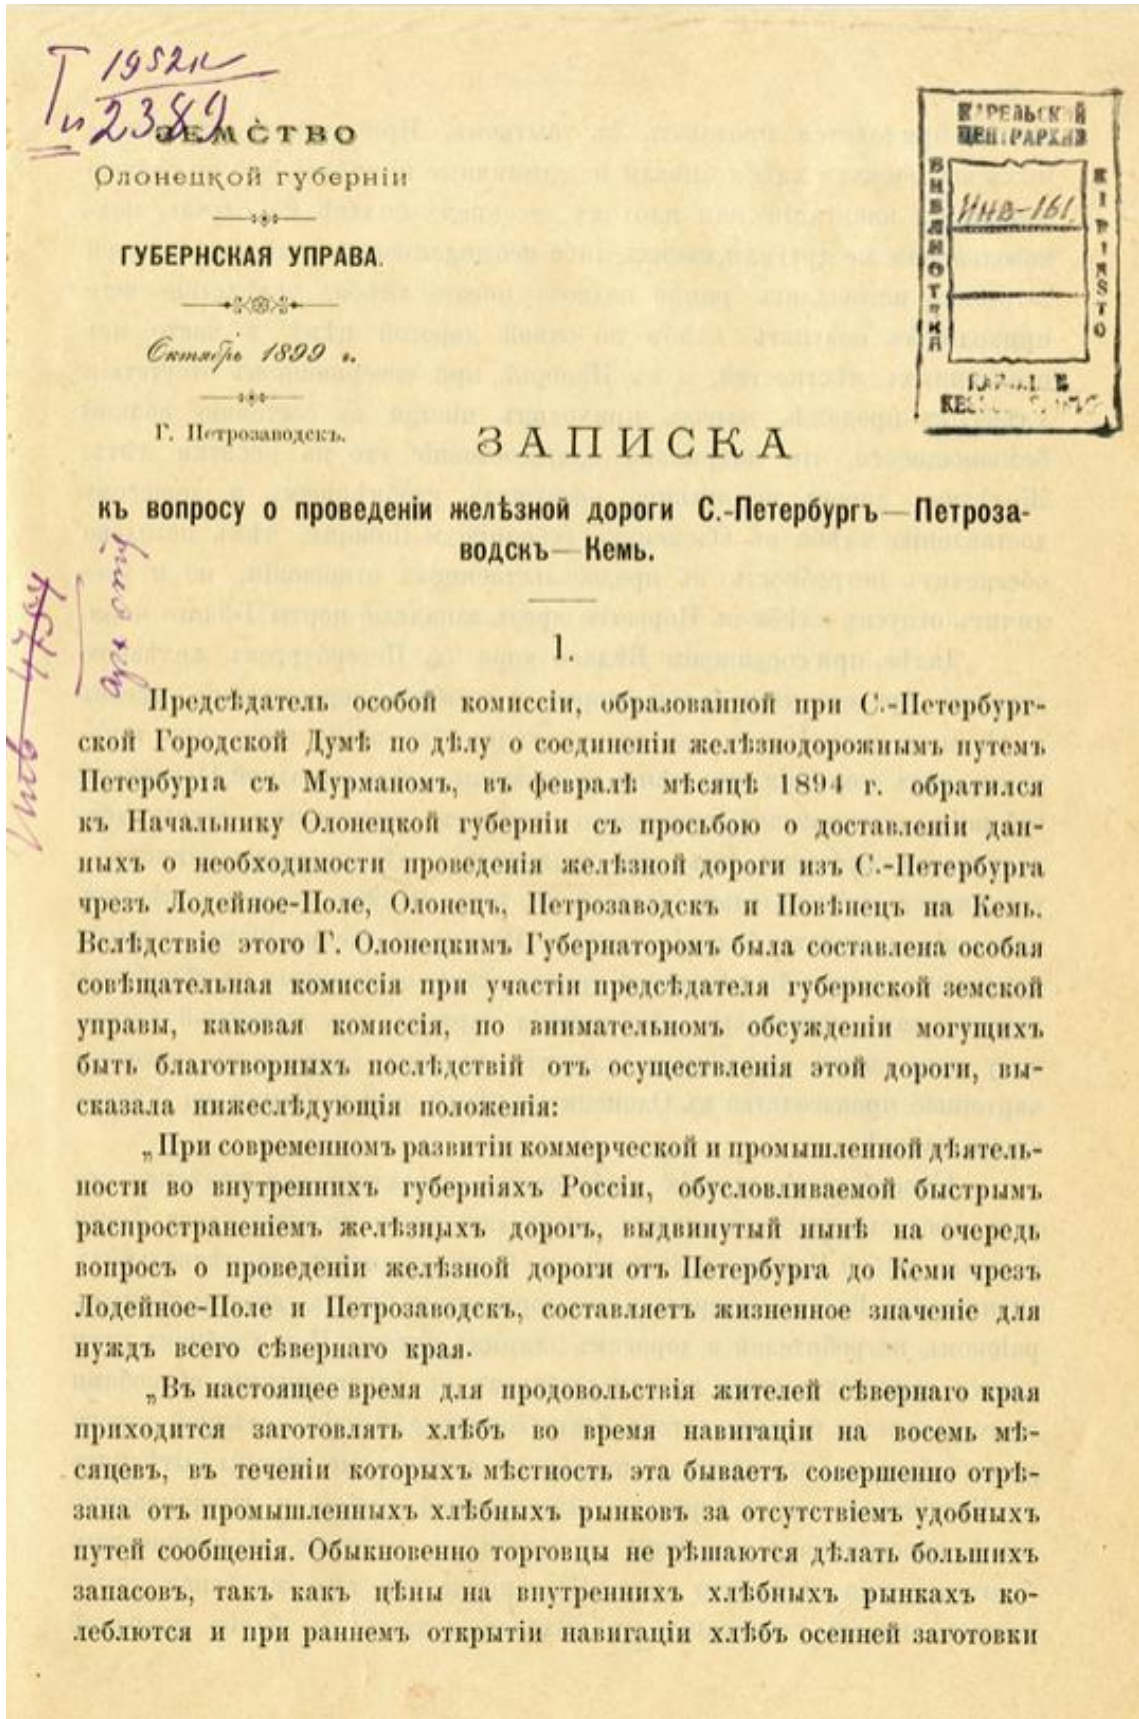 1952 г
и 2382
ЗЕМСТВО
Олонецкой губерніи
ГУБЕРНСКАЯ УПРАВА.
Октябрь 1899 г.
Г. Петрозаводскъ.
КАРЕЛЬСКИЙ
ЦЕНТРАРХИВ
БИБЛИОТЕКА
KIRJASTO
ИНВ-161
ЗАПИСКА
къ вопросу о проведеніи желѣзной дороги С.-Петербургъ—Петроза-
водскъ—Кемь.
I.
Предсѣдатель особой комиссіи, образованной при С.-Петербург-
ской Городской Думѣ по дѣлу о соединеніи желѣзнодорожнымъ путемъ
Петербурга съ Мурманомъ, въ февралѣ мѣсяцѣ 1894 г. обратился
къ Начальнику Олонецкой губерніи съ просьбою о доставленіи дан-
ныхъ о необходимости проведенія желѣзной дороги изъ С.-Петербурга
чрезъ Лодейное-Поле, Олонецъ, Петрозаводскъ и Повѣнецъ на Кемь.
Вслѣдствіе этого Г. Олонецкимъ Губернаторомъ была составлена особая
совѣщательная комиссія при участіи предсѣдателя губернской земской
управы, каковая комиссія, по внимательномъ обсужденіи могущихъ
быть благотворныхъ послѣдствій отъ осуществленія этой дороги, вы-
сказала нижеслѣдующія положенія:
„При современномъ развитіи коммерческой и промышленной дѣятель-
ности во внутреннихъ губерніяхъ Россіи, обусловливаемой быстрымъ
распространеніемъ желѣзныхъ дорогъ, выдвинутый нынѣ на очередь
вопросъ о проведеніи желѣзной дороги отъ Петербурга до Кеми чрезъ
Лодейное-Поле и Петрозаводскъ, составляетъ жизненное значеніе для
нуждъ всего сѣвернаго края.
„Въ настоящее время для продовольствія жителей сѣвернаго края
приходится заготовлять хлѣбъ во время навигаціи на восемь мѣ-
сяцевъ, въ теченіи которыхъ мѣстность эта бываетъ совершенно отрѣ-
зана отъ промышленныхъ хлѣбныхъ рынковъ за отсутствіемъ удобныхъ
путей сообщенія. Обыкновенно торговцы не рѣшаются дѣлать большихъ
запасовъ, такъ какъ цѣны на внутреннихъ хлѣбныхъ рынкахъ ко-
леблются и при раннемъ открытіи навигаціи хлѣбъ осенней заготовки